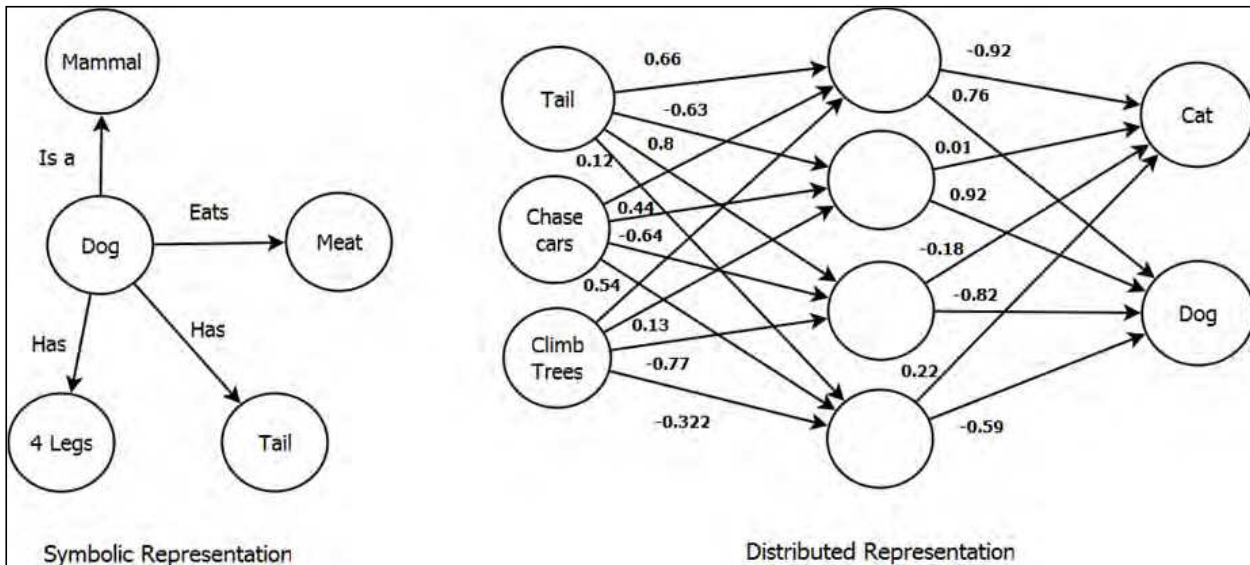 Mammal
Is a
Dog
Eats
Meat
Has
Has
4 Legs
Tail
Symbolic Representation
Tail
Chase
cars
Climb
Trees
0.66
-0.63
0.8
0.12
0.44
-0.64
0.54
0.13
-0.77
-0.322
-0.92
0.76
0.01
0.92
-0.18
-0.82
0.22
-0.59
Cat
Dog
Distributed Representation